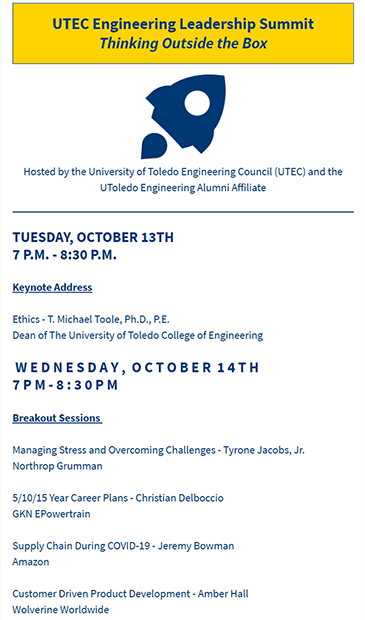 UTEC Engineering Leadership Summit
Thinking Outside the Box
Hosted by the University of Toledo Engineering Council (UTEC) and the
UToledo Engineering Alumni Affiliate
TUESDAY, OCTOBER 13TH
7 P.M. - 8:30 P.M.
Keynote Address
Ethics - T. Michael Toole, Ph.D., P.E.
Dean of The University of Toledo College of Engineering
WEDNESDAY, OCTOBER 14TH
7PM-8:30PM
Breakout Sessions
Managing Stress and Overcoming Challenges - Tyrone Jacobs, Jr.
Northrop Grumman
5/10/15 Year Career Plans - Christian Delboccio
GKN EPowertrain
Supply Chain During COVID-19 - Jeremy Bowman
Amazon
Customer Driven Product Development - Amber Hall
Wolverine Worldwide